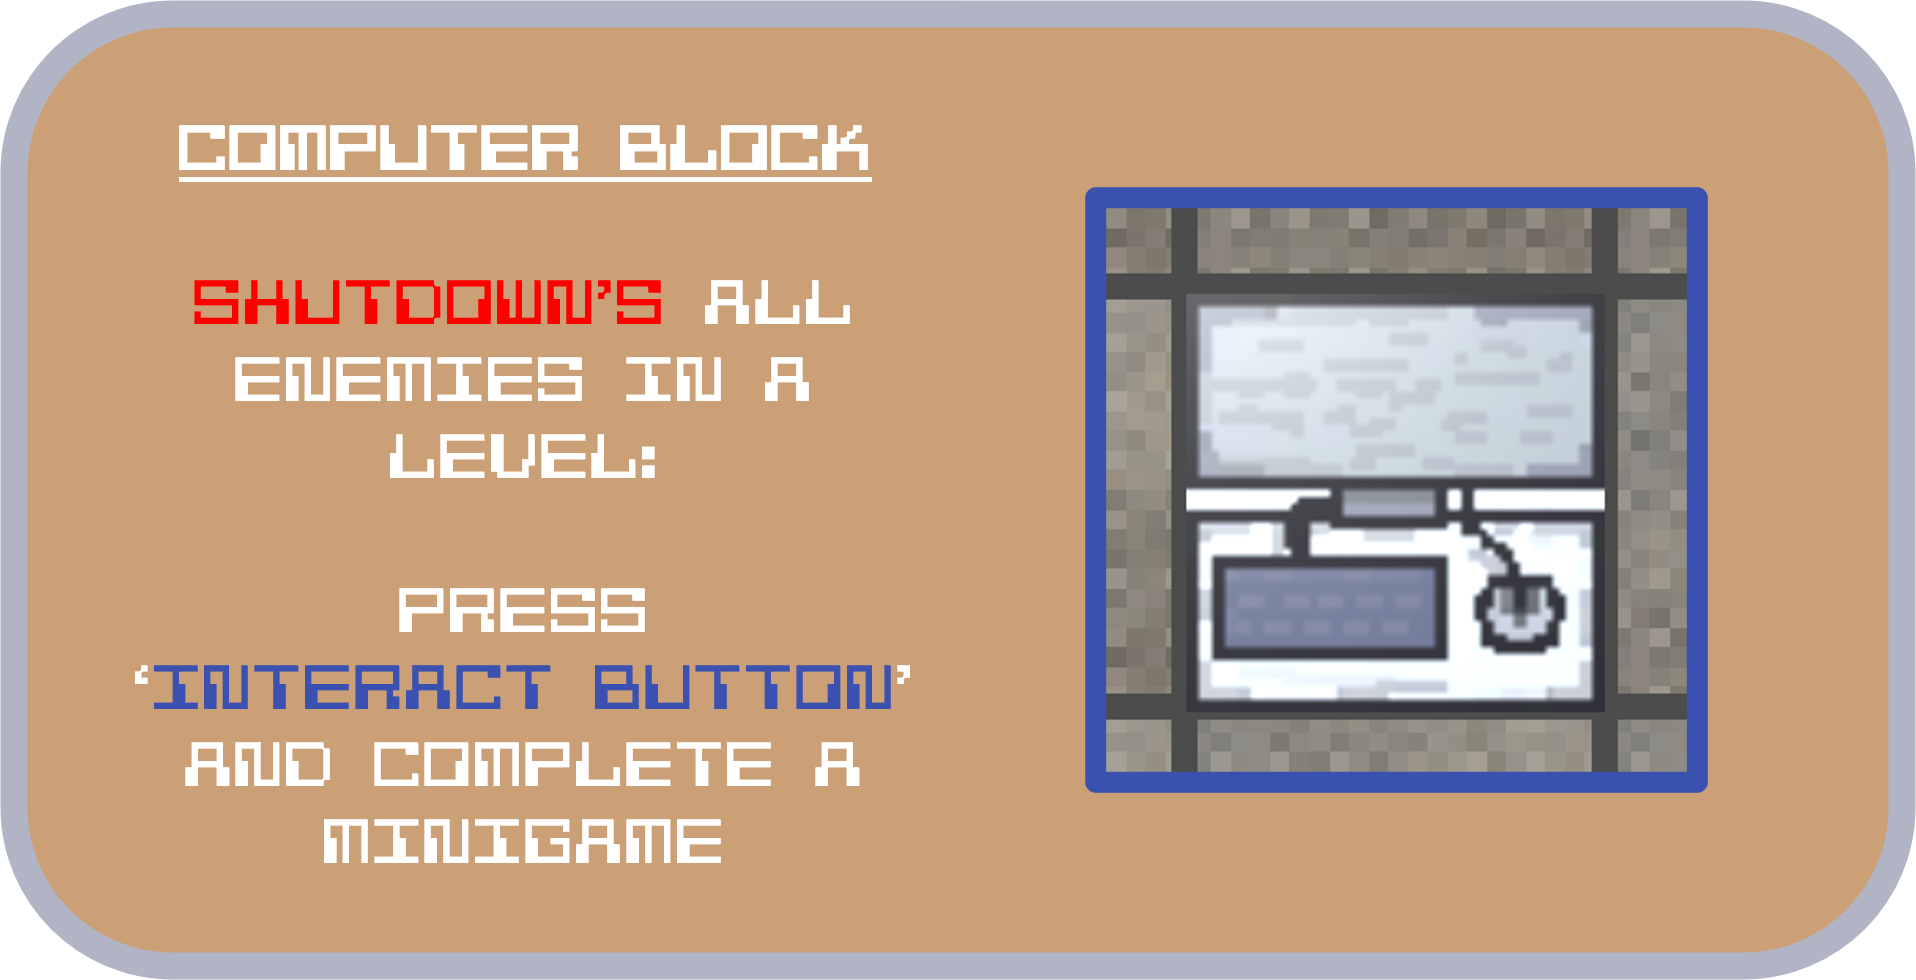 COMPUTER BLOCK
SHUTDOWN'S ALL
ENEMIES IN A
LEVEL:
PRESS
‘INTERACT BUTTON’
AND COMPLETE A
MINIGAME